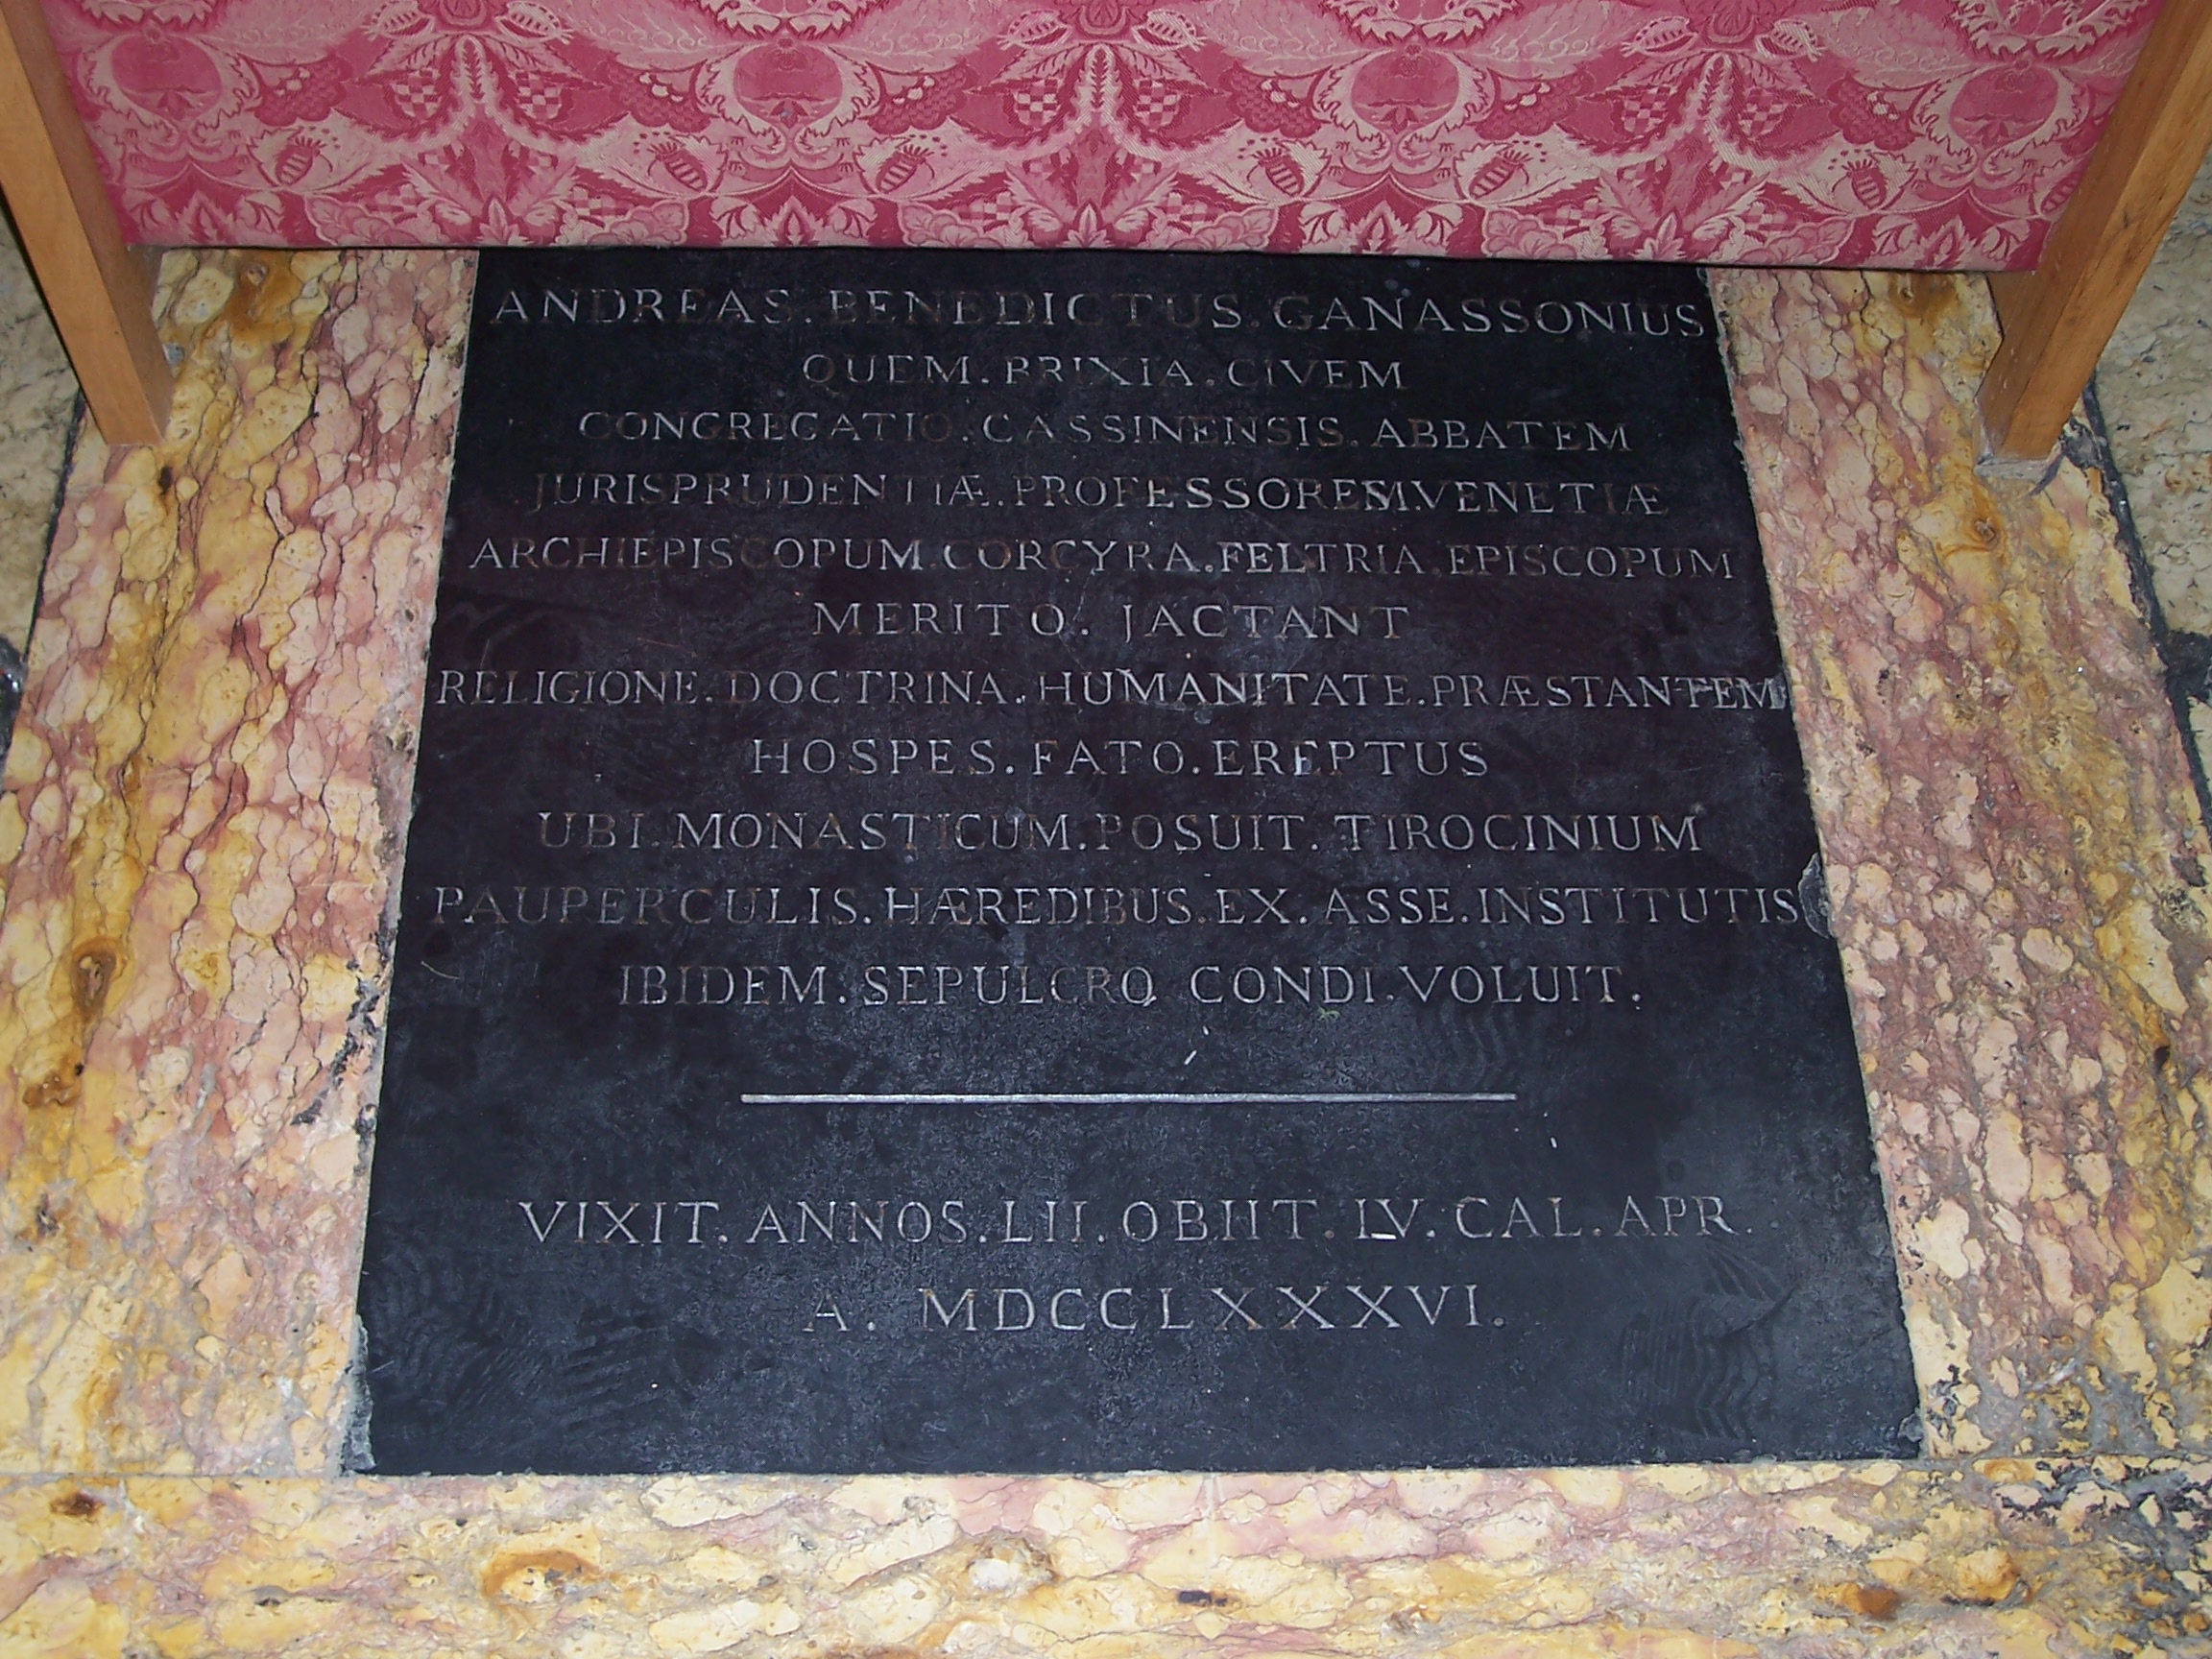 ANDREAS. BENEDICTUS. GANASSONIUS
QUEM. BRIXIA. CIVEM
CONGREGATIO. CASSINENSIS. ABBATEM
JURISPRUDENTIÆ. PROFESSOREM. VENETIÆ
ARCHIEPISCOPUM. CORCYRA. FELTRIA. EPISCOPUM
MERITO. JACTANT
RELIGIONE. DOCTRINA. HUMANITATE. PRÆSTANTEM
HOSPES. FATO. EREPTUS
UBI. MONASTICUM. POSUIT. TIROCINIUM
PAUPERCULIS. HÆREDIBUS. EX. ASSE. INSTITUTIS
IBIDEM. SEPULCRO CONDI. VOLUIT.
VIXIT. ANNOS. LII. OBIIT. IV. CAL. APR.
A. MDCCLXXXVI.